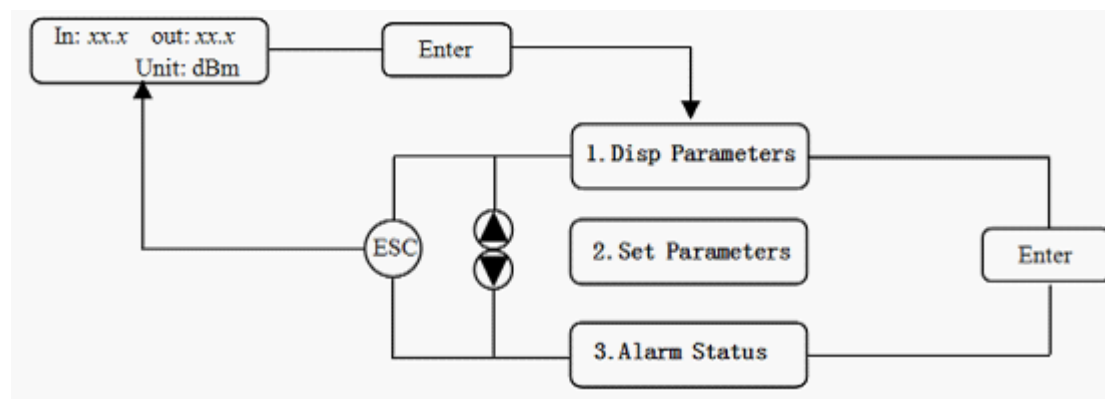 In: xx.x out: xx.x
Unit: dBm
Enter
1.Disp Parameters
ESC
2.Set Parameters
Enter
3.Alarm Status